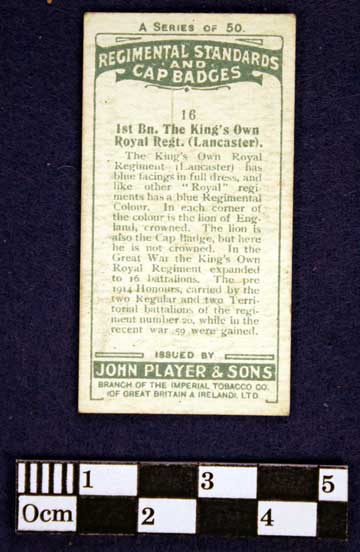 A SERIES OF 50.
REGIMENTAL STANDARDS
AND
CAP BADGES
16
1st Bn. The King's Own
Royal Regt. (Lancaster).
The King's Own Royal
Regiment (Lancaster) has
blue facings in full dress, and
like other "Royal" regi-
ments has a blue Regimental
Colour. In each corner of
the colour is the lion of Eng-
land, crowned. The lion is
also the Cap Badge, but here
he is not crowned. In the
Great War the King's Own
Royal Regiment expanded
to 16 battalions. The pre
1914 Honours, carried by the
two Regular and two Terri-
torial battalions of the regi-
ment number 20, while in the
recent war 59 were gained.
ISSUED BY
JOHN PLAYER & SONS
BRANCH OF THE IMPERIAL TOBACCO CO.
(OF GREAT BRITAIN & IRELAND), LTD.
1 3 5
0cm 2 4